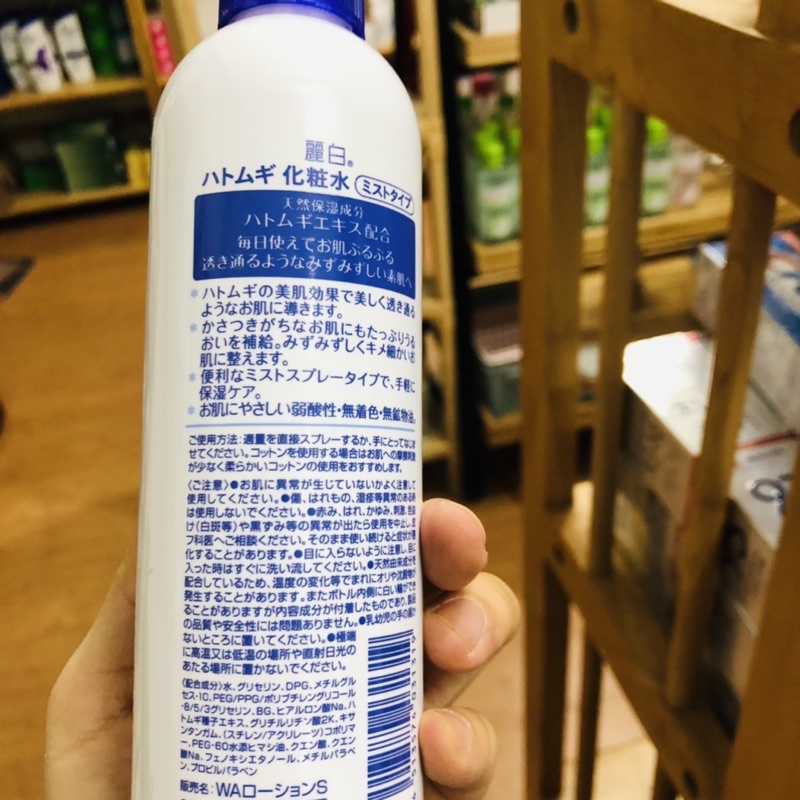 麗白®
ハトムギ 化粧水 ミストタイプ
天然保湿成分
ハトムギエキス配合
毎日使えてお肌ぷるぷる
透き通るようなみずみずしい素肌へ
*ハトムギの美肌効果で美しく透き通る
ようなお肌に導きます。
*かさつきがちなお肌にもたっぷりうる
おいを補給。みずみずしくキメ細かいお
肌に整えます。
*便利なミストスプレータイプで、手軽に
保湿ケア。
*お肌にやさしい弱酸性・無着色・無鉱物油。
ご使用方法:適量を直接スプレーするか、手にとってなじま
せてください。コットンを使用する場合はお肌への摩擦刺激
が少なく柔らかいコットンの使用をおすすめします。
〈ご注意〉●お肌に異常が生じていないかよく注意して
使用してください。●傷、はれもの、湿疹等異常のある時
は使用しないでください。●赤み、はれ、かゆみ、刺激、色抜
け(白斑等)や黒ずみ等の異常が出たら使用を中止し、皮
フ科医へご相談ください。そのまま使い続けると症状が悪
化することがあります。●目に入らないように注意し、目に
入った時はすぐに洗い流してください。●天然由来成分を
配合しているため、温度の変化等でまれにオリや沈殿物が
発生することがあります。またボトル内側に白い輪ができ
ることがありますが内容成分が付着したものであり、製品
の品質や安全性には問題ありません。●乳幼児の手の届か
ないところに置いてください。●極端
に高温又は低温の場所や直射日光の
あたる場所に置かないでください。
〈配合成分〉水、グリセリン、DPG、メチルグル
セス-10、PEG/PPG/ポリブチレングリコール
-8/5/3グリセリン、BG、ヒアルロン酸Na、ハ
トムギ種子エキス、グリチルリチン酸2K、キサ
ンタンガム、(スチレン/アクリレーツ)コポリマ
ー、PEG-60水添ヒマシ油、クエン酸、クエン
酸Na、フェノキシエタノール、メチルパラベ
ン、プロピルパラベン
販売名:WAローションS